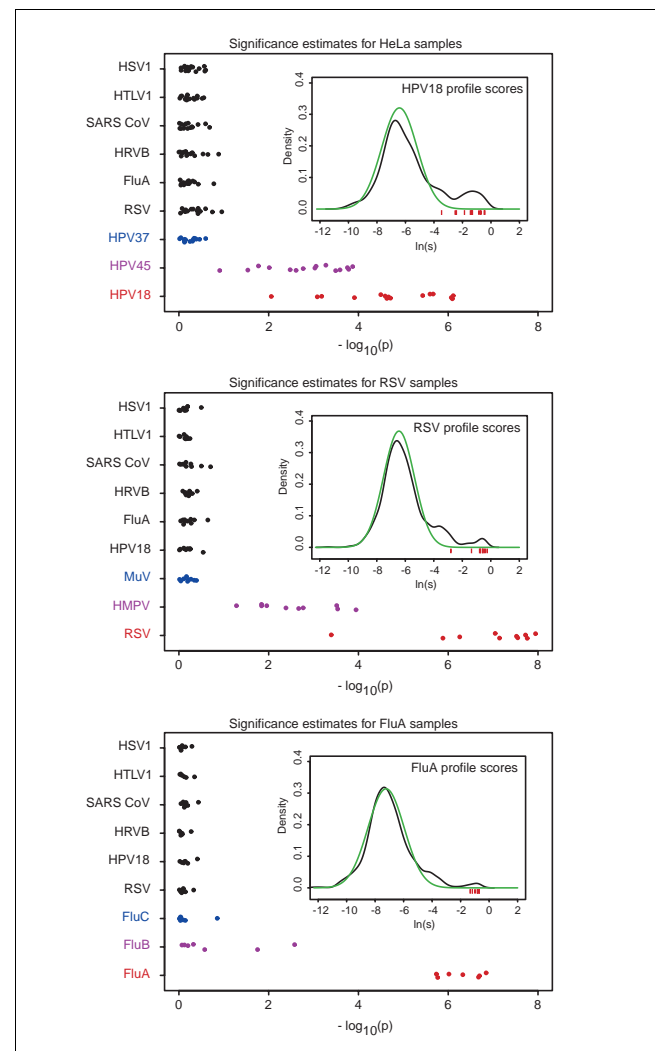 Significance estimates for HeLa samples
HSV1
HTLV1
SARS CoV
HRVB
FluA
RSV
HPV37
HPV45
HPV18
0 2 4 6 8
- log10(p)
HPV18 profile scores
Density
0.0 0.1 0.2 0.3 0.4
-12 -10 -8 -6 -4 -2 0 2
ln(s)
Significance estimates for RSV samples
HSV1
HTLV1
SARS CoV
HRVB
FluA
HPV18
MuV
HMPV
RSV
0 2 4 6 8
- log10(p)
RSV profile scores
Density
0.0 0.1 0.2 0.3 0.4
-12 -10 -8 -6 -4 -2 0 2
ln(s)
Significance estimates for FluA samples
HSV1
HTLV1
SARS CoV
HRVB
HPV18
RSV
FluC
FluB
FluA
0 2 4 6 8
- log10(p)
FluA profile scores
Density
0.0 0.1 0.2 0.3 0.4
-12 -10 -8 -6 -4 -2 0 2
ln(s)